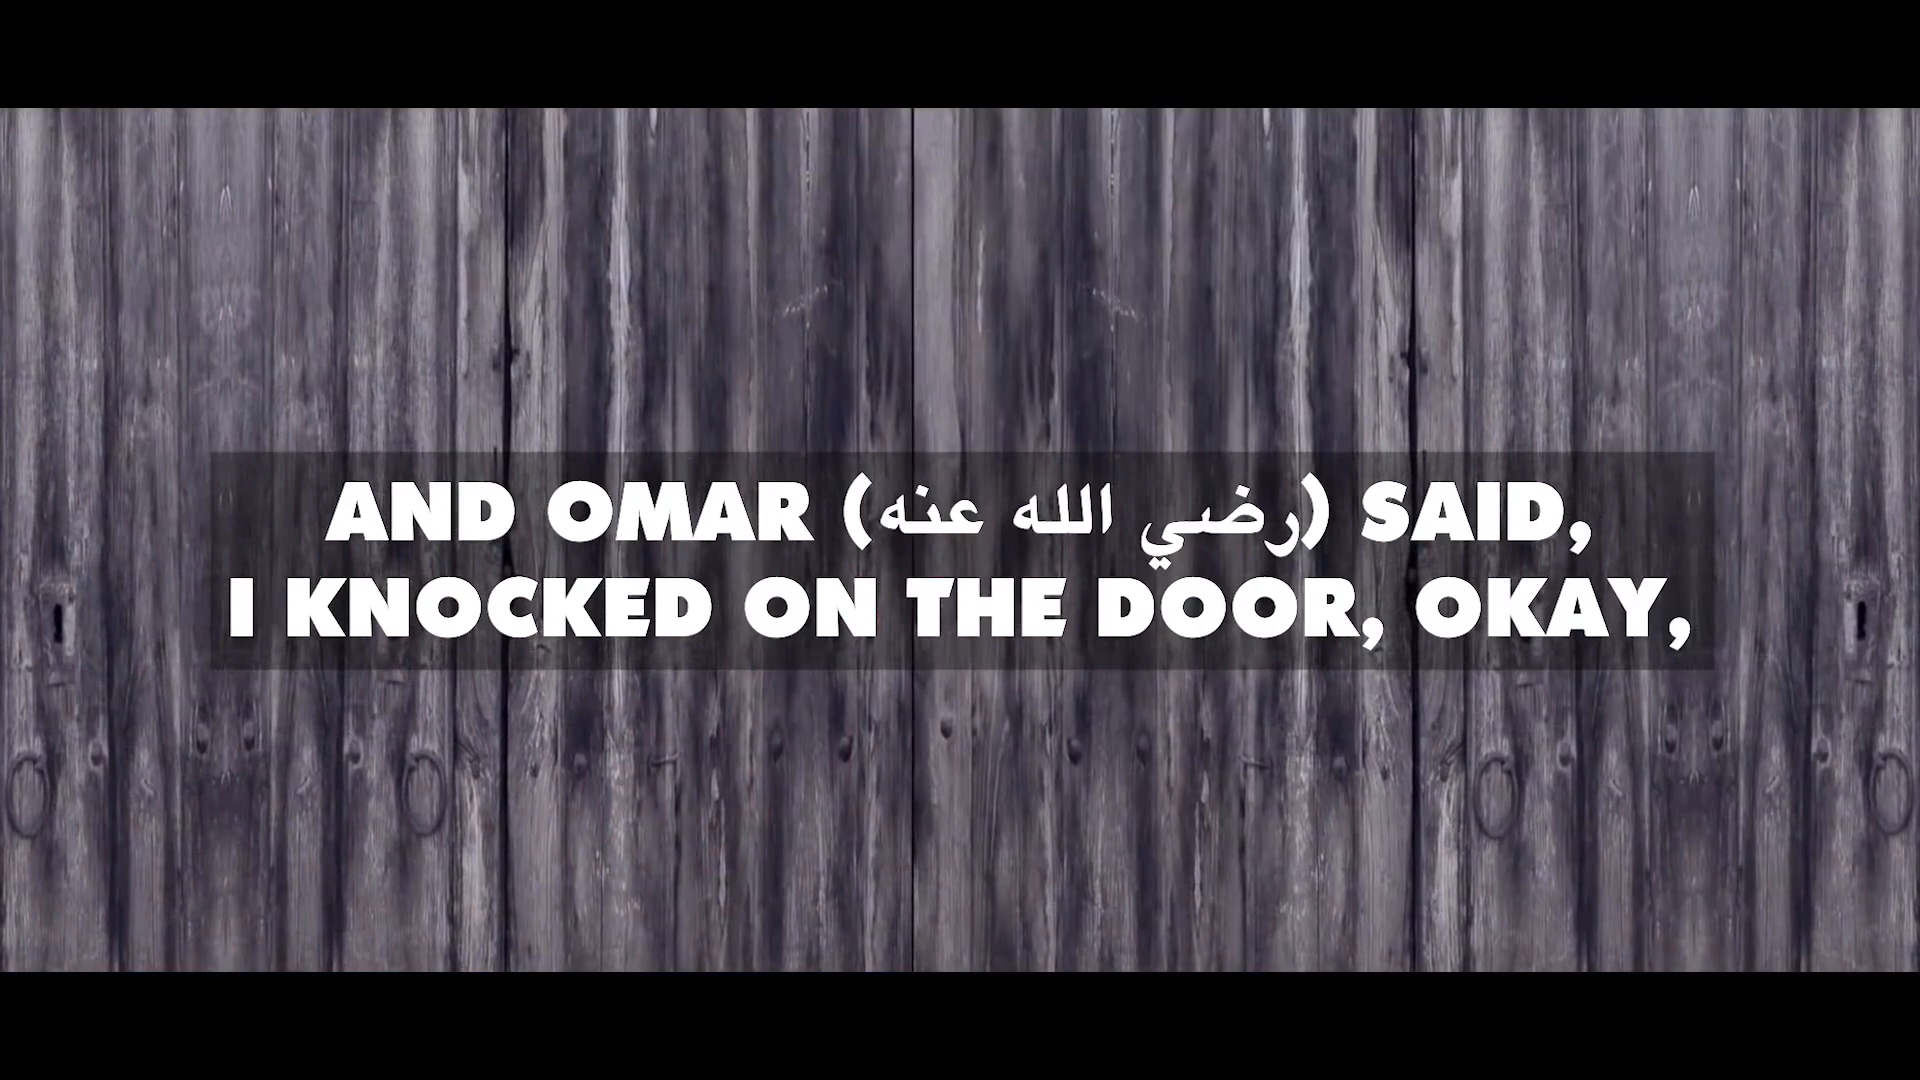 AND OMAR (رضي الله عنه) SAID,
I KNOCKED ON THE DOOR, OKAY,